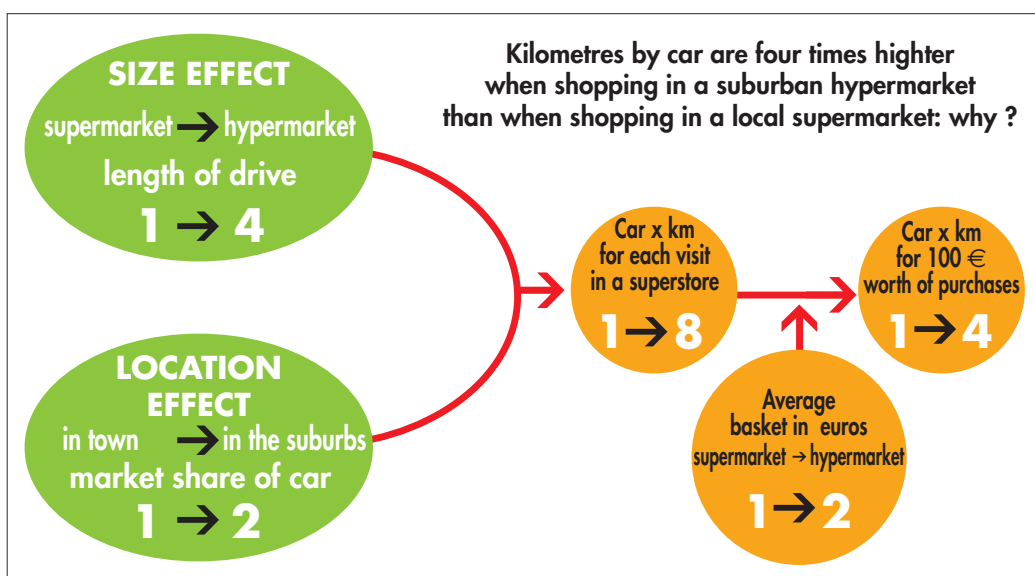 Kilometres by car are four times highter
when shopping in a suburban hypermarket
than when shopping in a local supermarket: why ?
SIZE EFFECT
supermarket → hypermarket
length of drive
1 → 4
LOCATION
EFFECT
in town → in the suburbs
market share of car
1 → 2
Car x km
for each visit
in a superstore
1 → 8
Average
basket in euros
supermarket → hypermarket
1 → 2
Car x km
for 100 €
worth of purchases
1 → 4